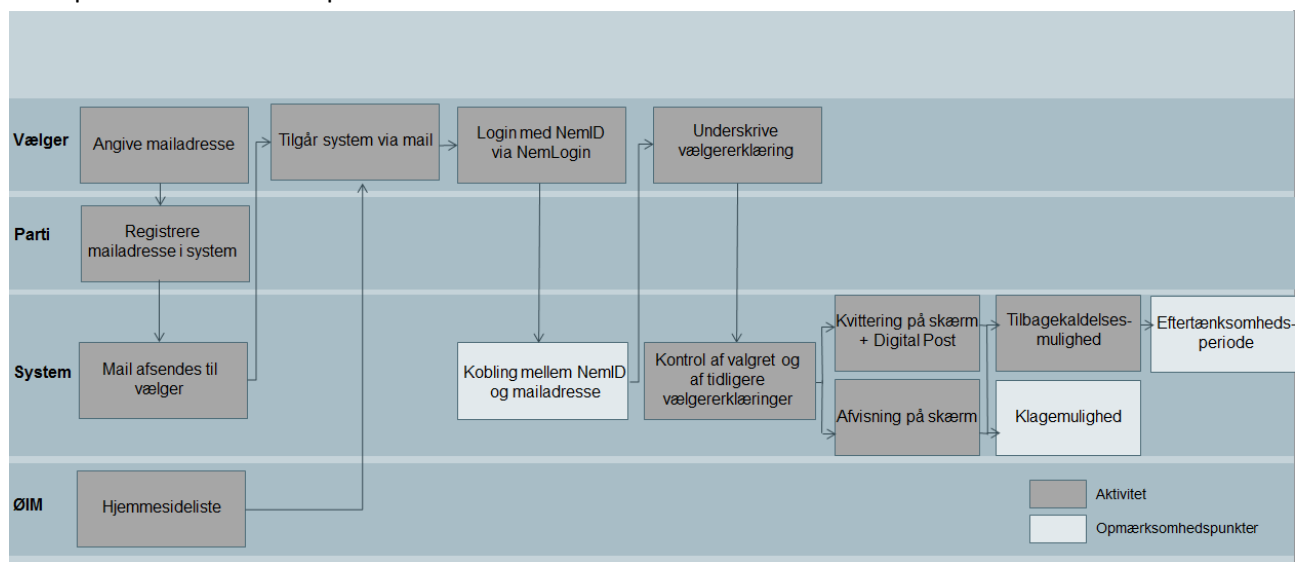 Vælger
Angive mailadresse
Tilgår system via mail
Login med NemID
via NemLogin
Underskrive
vælgererklæring
Parti
Registrere
mailadresse i system
System
Mail afsendes til
vælger
Kobling mellem NemID
og mailadresse
Kontrol af valgret og
af tidligere
vælgererklæringer
Kvittering på skærm
+ Digital Post
Afvisning på skærm
Tilbagekaldelses-
mulighed
Klagemulighed
Eftertænksomheds-
periode
ØIM
Hjemmesideliste
Aktivitet
Opmærksomhedspunkter